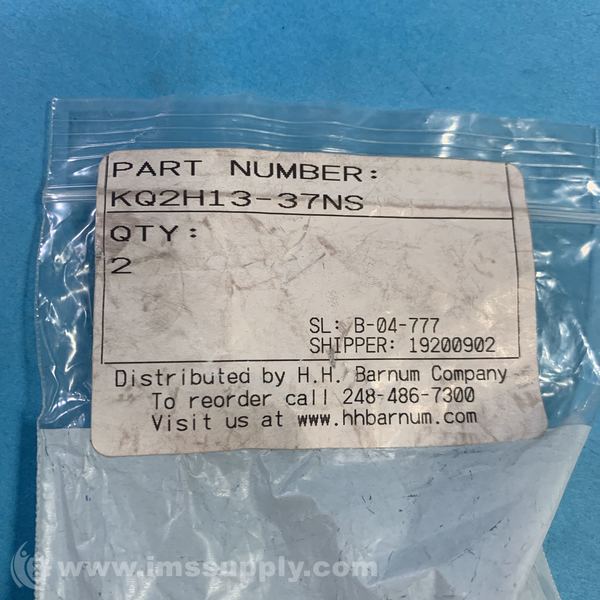 PART NUMBER:
KQ2H13-37NS
QTY:
2
SL: B-04-777
SHIPPER: 19200902
Distributed by H.H. Barnum Company
To reorder call 248-486-7300
Visit us at www.hhbarnum.com
www.imssupply.com